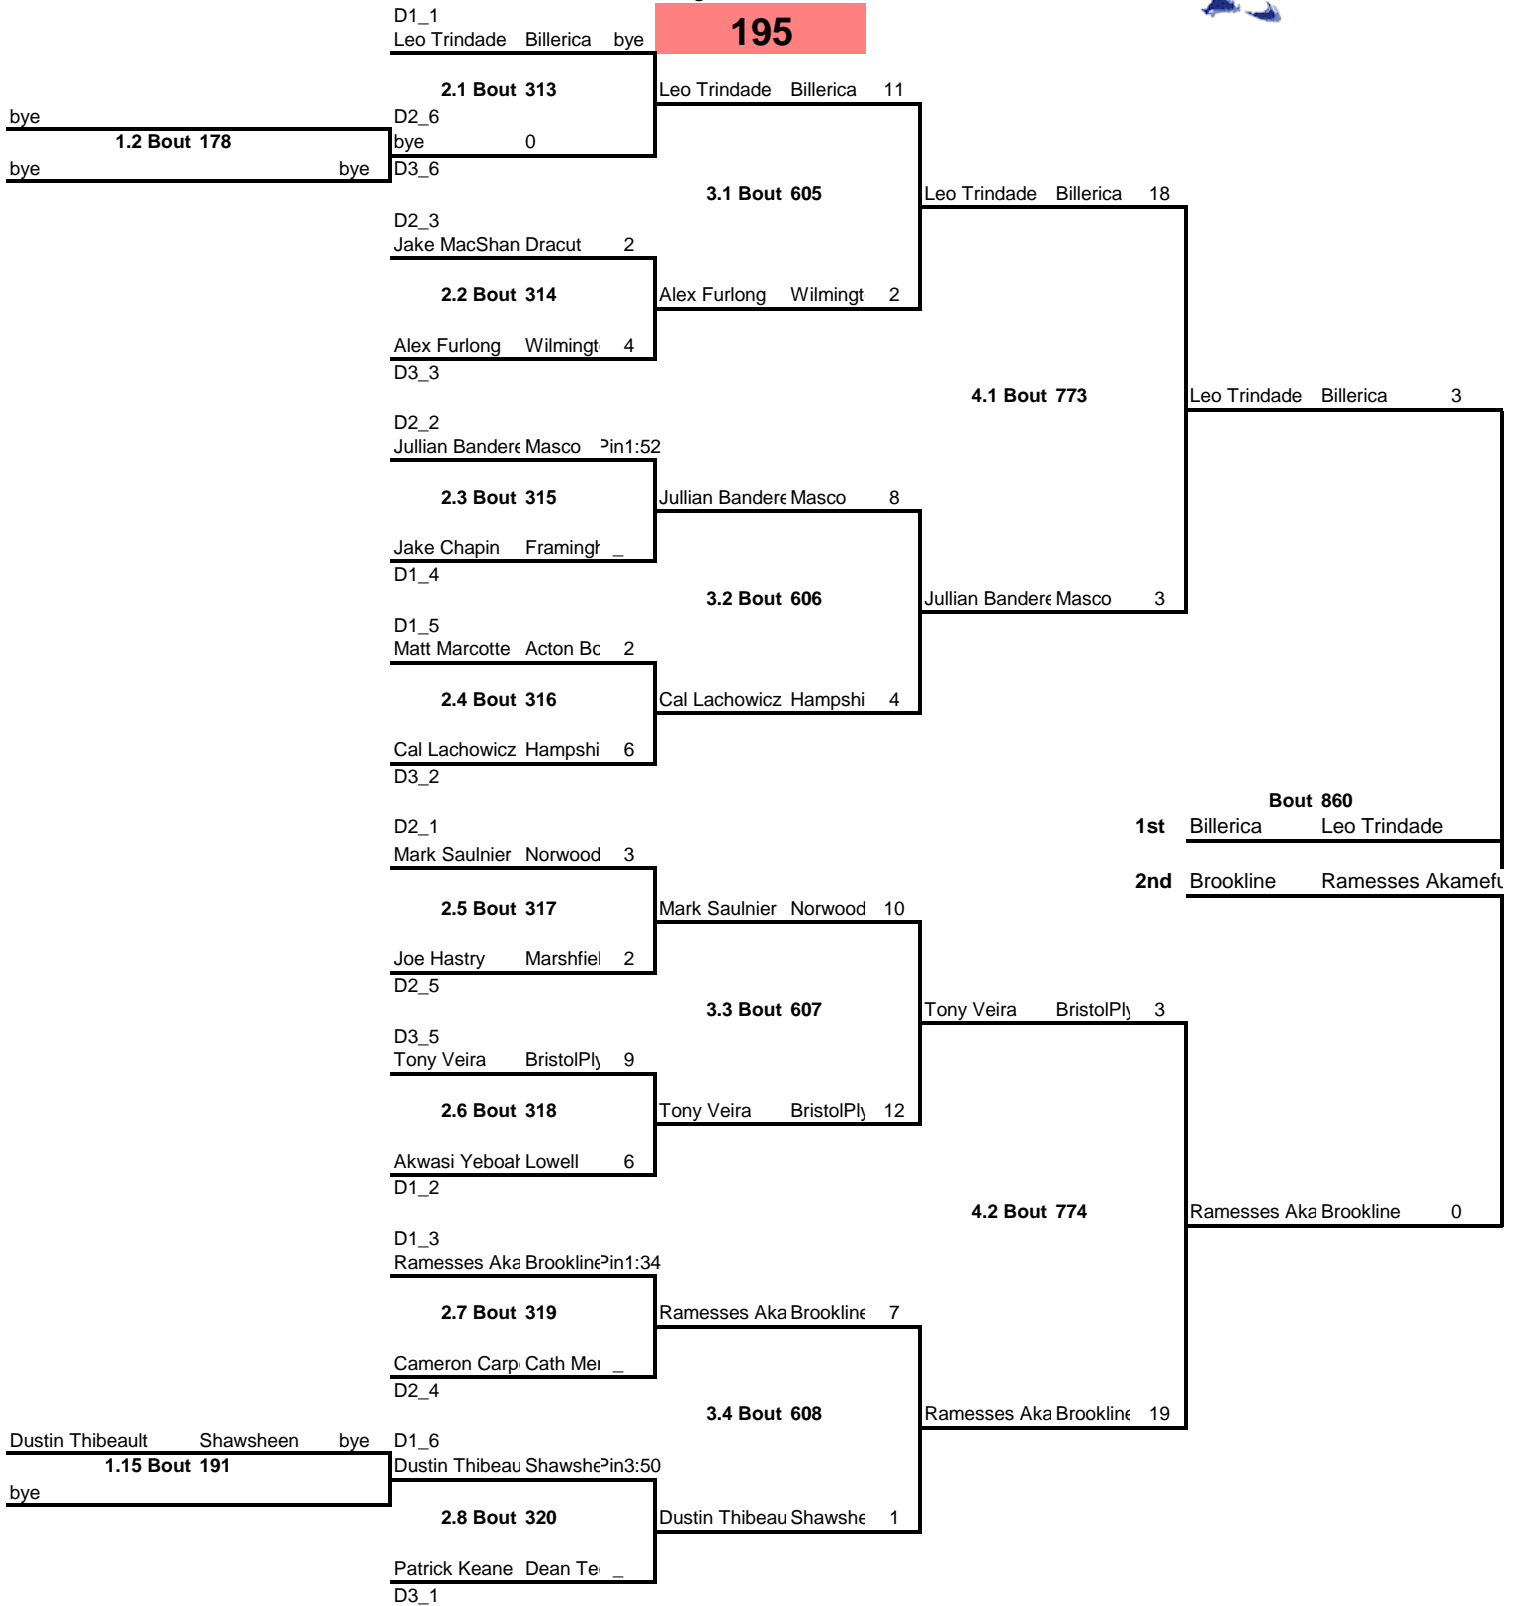 D1_1
195
Leo Trindade Billerica bye
2.1 Bout 313
Leo Trindade Billerica 11
bye
D2_6
1.2 Bout 178
bye 0
bye bye
D3_6
3.1 Bout 605
Leo Trindade Billerica 18
D2_3
Jake MacShan Dracut 2
2.2 Bout 314
Alex Furlong Wilmingt 2
Alex Furlong Wilmingt 4
D3_3
4.1 Bout 773
Leo Trindade Billerica 3
D2_2
Jullian Bandere Masco Pin1:52
2.3 Bout 315
Jullian Bandere Masco 8
Jake Chapin Framingh _
D1_4
3.2 Bout 606
Jullian Bandere Masco 3
D1_5
Matt Marcotte Acton Bo 2
2.4 Bout 316
Cal Lachowicz Hampshi 4
Cal Lachowicz Hampshi 6
D3_2
Bout 860
D2_1
1st Billerica Leo Trindade
Mark Saulnier Norwood 3
2nd Brookline Ramesses Akamefu
2.5 Bout 317
Mark Saulnier Norwood 10
Joe Hastry Marshfiel 2
D2_5
3.3 Bout 607
Tony Veira BristolPly 3
D3_5
Tony Veira BristolPly 9
2.6 Bout 318
Tony Veira BristolPly 12
Akwasi Yeboah Lowell 6
D1_2
4.2 Bout 774
Ramesses Aka Brookline 0
D1_3
Ramesses Aka Brookline Pin1:34
2.7 Bout 319
Ramesses Aka Brookline 7
Cameron Carp Cath Mer _
D2_4
3.4 Bout 608
Ramesses Aka Brookline 19
Dustin Thibeault Shawsheen bye
D1_6
1.15 Bout 191
Dustin Thibeau Shawshe Pin3:50
bye
2.8 Bout 320
Dustin Thibeau Shawshe 1
Patrick Keane Dean Te _
D3_1